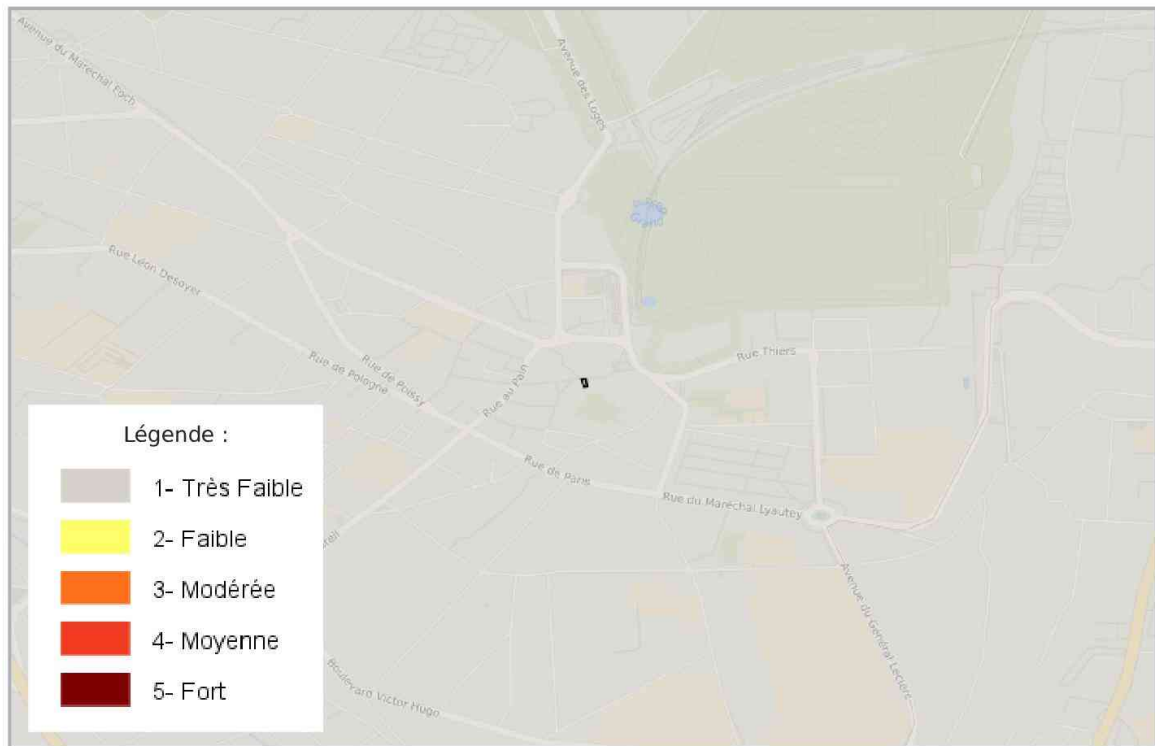 Avenue du Maréchal Foch
Avenue des Loges
Grand
Rue Léon Desoyer
Rue de Poissy
Rue de Pologne
Rue au Pain
Rue Thiers
Rue de Paris
Rue du Maréchal Lyautey
Avenue du Général Leclerc
Boulevard Victor Hugo
Légende :
1- Très Faible
2- Faible
3- Modérée
4- Moyenne
5- Fort